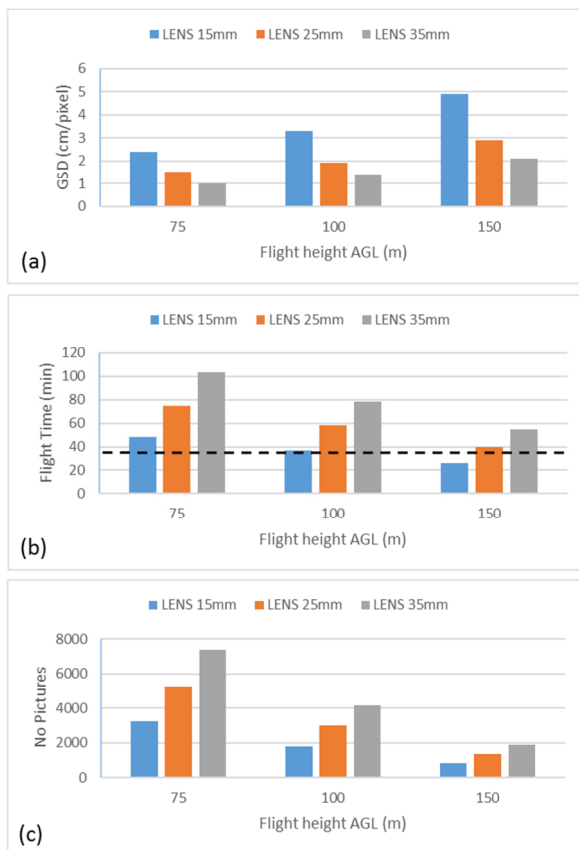 LENS 15mm LENS 25mm LENS 35mm
6
5
4
3
2
1
0
GSD (cm/pixel)
75 100 150
Flight height AGL (m)
(a)
LENS 15mm LENS 25mm LENS 35mm
120
100
80
60
40
20
0
Flight Time (min)
75 100 150
Flight height AGL (m)
(b)
LENS 15mm LENS 25mm LENS 35mm
8000
6000
4000
2000
0
No Pictures
75 100 150
Flight height AGL (m)
(c)